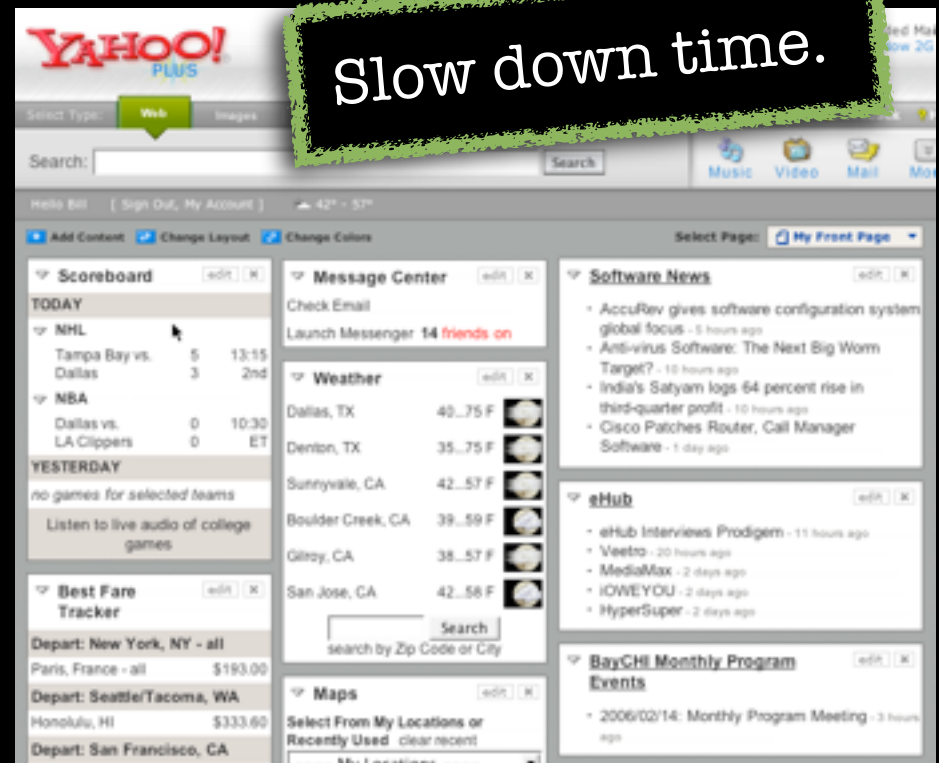 Slow down time.
YAHOO!
PLUS
Select Type: Web Images
Search: Search
Music Video Mail
Hello Bill [ Sign Out, My Account ] 42° - 57°
Add Content Change Layout Change Colors
Select Page: My Front Page
Scoreboard edit
TODAY
NHL
Tampa Bay vs. 5 13:15
Dallas 3 2nd
NBA
Dallas vs. 0 10:30
LA Clippers 0 ET
YESTERDAY
no games for selected teams
Listen to live audio of college
games
Best Fare edit
Tracker
Depart: New York, NY - all
Paris, France - all $193.00
Depart: Seattle/Tacoma, WA
Honolulu, HI $333.60
Depart: San Francisco, CA
Message Center edit
Check Email
Launch Messenger 14 friends on
Weather edit
Dallas, TX 40...75 F
Denton, TX 35...75 F
Sunnyvale, CA 42...57 F
Boulder Creek, CA 39...59 F
Gilroy, CA 38...57 F
San Jose, CA 42...58 F
Search
search by Zip Code or City
Maps edit
Select From My Locations or
Recently Used clear recent
My Locations
Software News edit
AccuRev gives software configuration system
global focus - 5 hours ago
Anti-virus Software: The Next Big Worm
Target? - 10 hours ago
India's Satyam logs 64 percent rise in
third-quarter profit - 10 hours ago
Cisco Patches Router, Call Manager
Software - 1 day ago
eHub edit
eHub Interviews Prodigem - 11 hours ago
Veetro - 20 hours ago
MediaMax - 2 days ago
iOWEYOU - 2 days ago
HyperSuper - 2 days ago
BayCHI Monthly Program edit
Events
2006/02/14: Monthly Program Meeting - 3 hours
ago